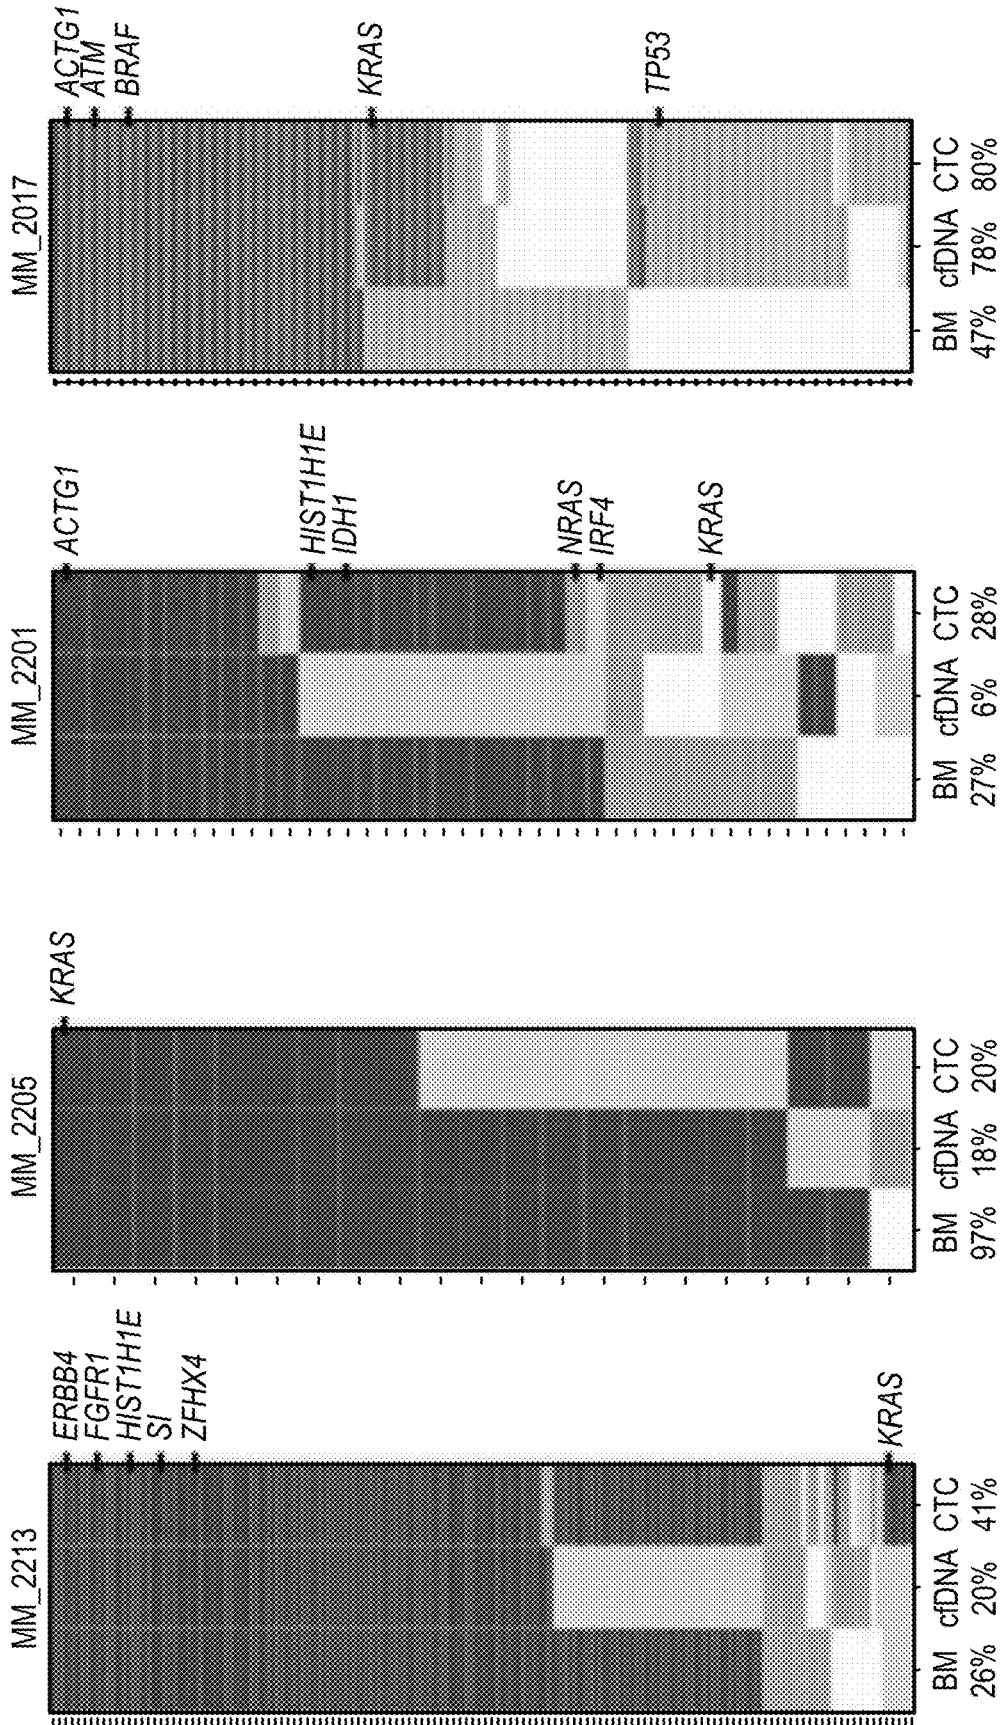 MM_2213
ERBB4
FGFR1
HIST1H1E
SI
ZFHX4
KRAS
BM cfDNA CTC
26% 20% 41%
MM_2205
KRAS
BM cfDNA CTC
97% 18% 20%
MM_2201
ACTG1
HIST1H1E
IDH1
NRAS
IRF4
KRAS
BM cfDNA CTC
27% 6% 28%
MM_2017
ACTG1
ATM
BRAF
KRAS
TP53
BM cfDNA CTC
47% 78% 80%